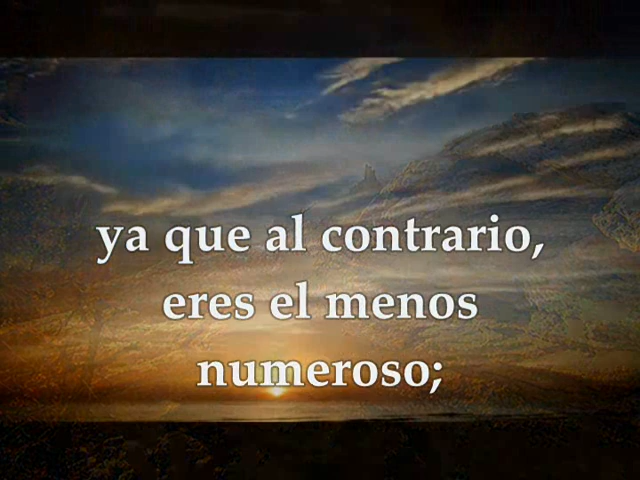 ya que al contrario,
eres el menos
numeroso;